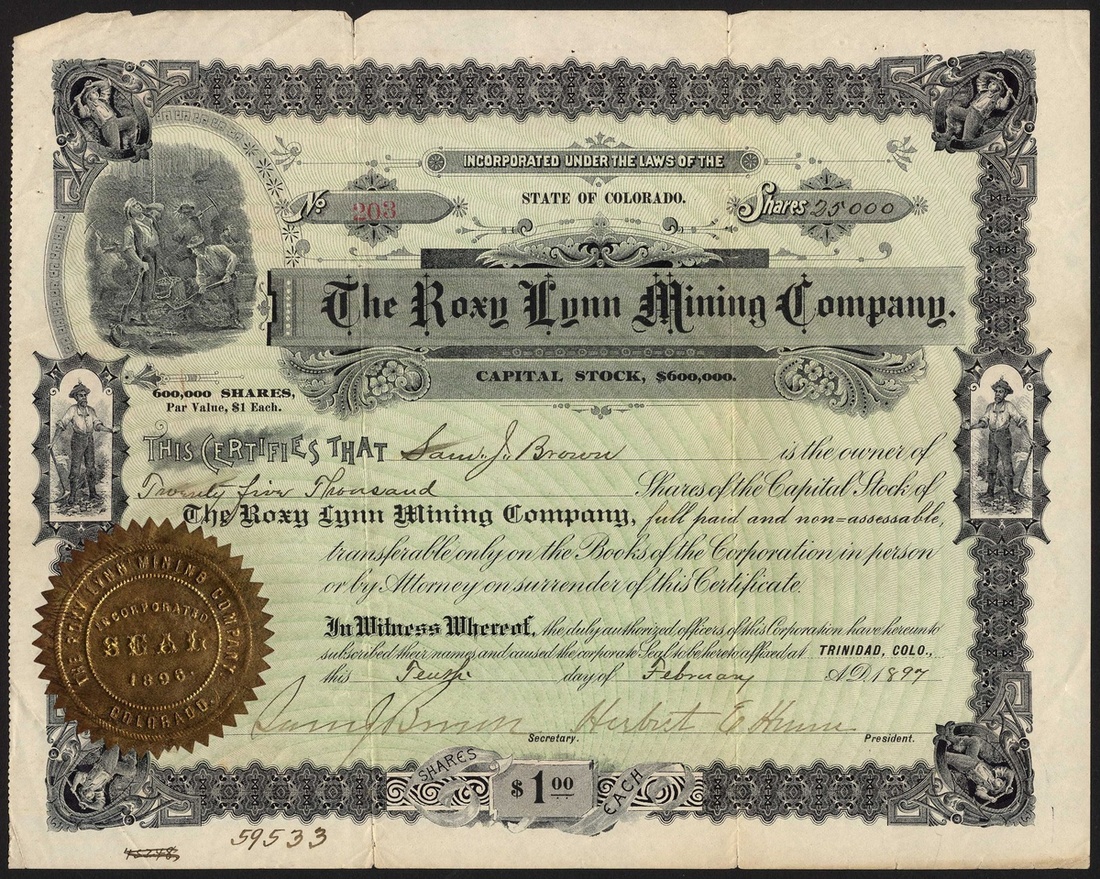 INCORPORATED UNDER THE LAWS OF THE
No. 203
STATE OF COLORADO.
Shares 25000
The Roxy Lynn Mining Company.
CAPITAL STOCK, $600,000.
600,000 SHARES,
Par Value, $1 Each.
THIS CERTIFIES THAT Sam. J. Brown is the owner of
Twenty five Thousand Shares of the Capital Stock of
The Roxy Lynn Mining Company, full paid and non=assessable,
transferable only on the Books of the Corporation, in person
or by Attorney on surrender of this Certificate.
In Witness Whereof, the duly authorized officers, of this Corporation have hereunto
subscribed their names, and caused the corporate Seal to be hereto affixed at TRINIDAD, COLO.,
this Tenth day of February A.D. 1897
Sam J Brown Herbert E
Secretary. President.
THE ROXY LYNN MINING COMPANY
INCORPORATED
SEAL
1896.
COLORADO.
SHARES $1.00 EACH
59533